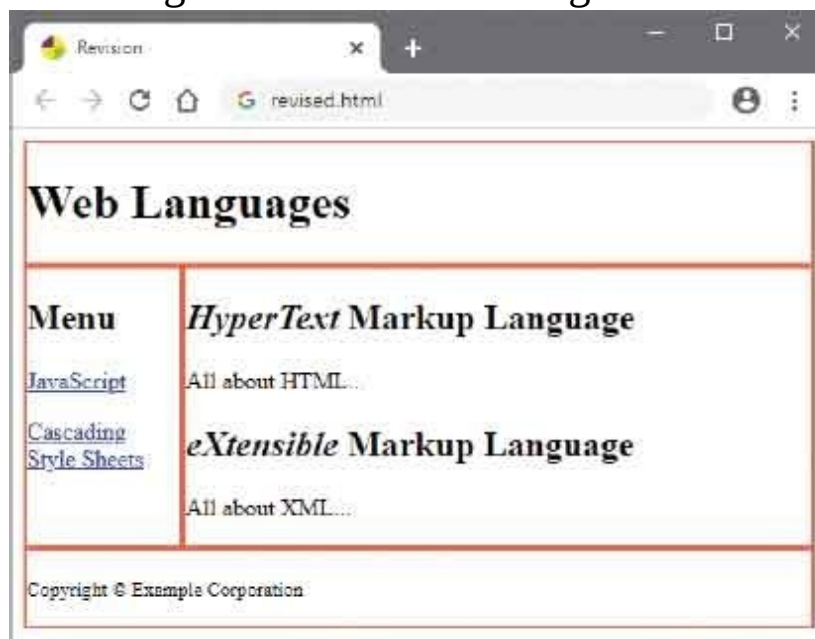 Revision
revised.html
Web Languages
Menu
JavaScript
Cascading
Style Sheets
HyperText Markup Language
All about HTML...
eXtensible Markup Language
All about XML...
Copyright © Example Corporation